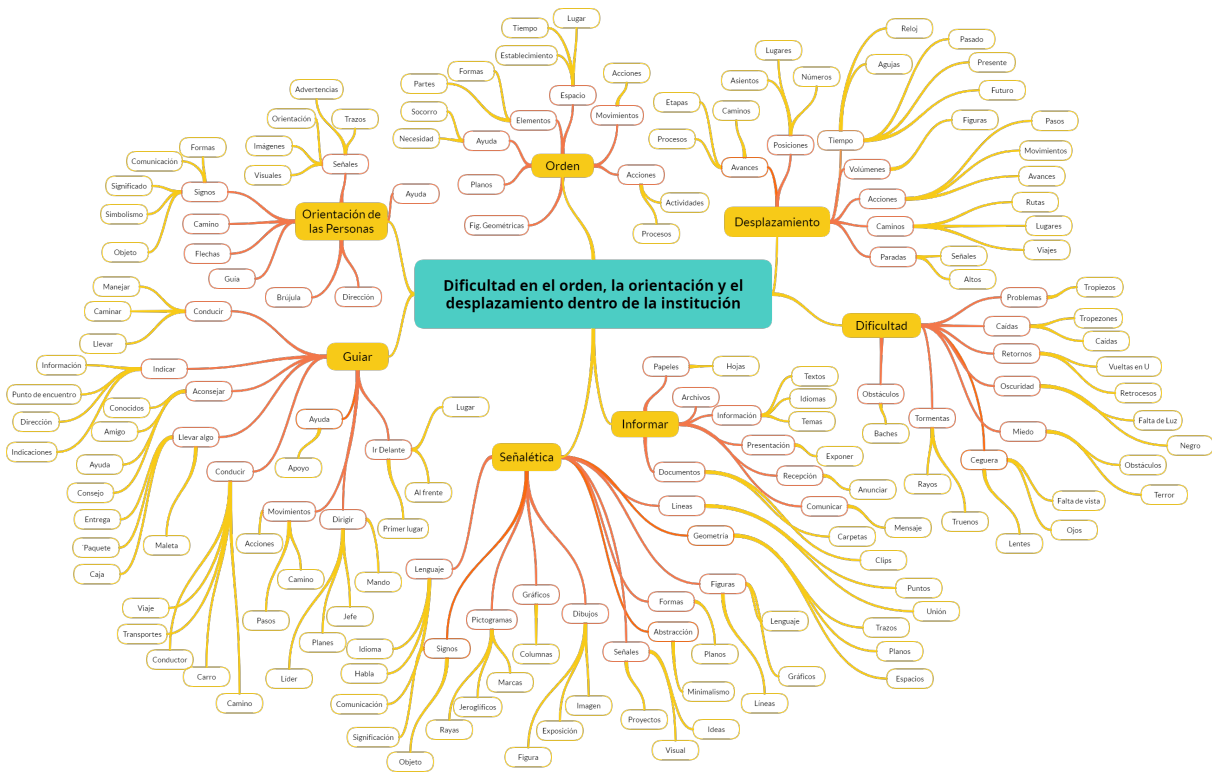 Dificultad en el orden, la orientación y el
desplazamiento dentro de la institución
Orden
Espacio
Lugar
Tiempo
Establecimiento
Elementos
Formas
Partes
Ayuda
Socorro
Necesidad
Planos
Fig. Geométricas
Movimientos
Acciones
Acciones
Actividades
Procesos
Desplazamiento
Avances
Etapas
Caminos
Procesos
Posiciones
Lugares
Asientos
Números
Tiempo
Reloj
Agujas
Pasado
Presente
Futuro
Volúmenes
Figuras
Acciones
Pasos
Movimientos
Avances
Caminos
Rutas
Lugares
Viajes
Paradas
Señales
Altos
Dificultad
Problemas
Tropiezos
Caídas
Tropezones
Caidas
Retornos
Vueltas en U
Retrocesos
Oscuridad
Falta de Luz
Negro
Miedo
Obstáculos
Terror
Ceguera
Falta de vista
Ojos
Lentes
Tormentas
Rayos
Truenos
Obstáculos
Baches
Informar
Papeles
Hojas
Archivos
Información
Textos
Idiomas
Temas
Presentación
Exponer
Recepción
Anunciar
Comunicar
Mensaje
Documentos
Carpetas
Clips
Señalética
Líneas
Puntos
Unión
Geometría
Trazos
Planos
Espacios
Figuras
Lenguaje
Gráficos
Líneas
Formas
Planos
Abstracción
Minimalismo
Señales
Proyectos
Ideas
Visual
Dibujos
Imagen
Exposición
Figura
Gráficos
Columnas
Pictogramas
Marcas
Jeroglíficos
Rayas
Signos
Objeto
Lenguaje
Idioma
Habla
Comunicación
Significación
Guiar
Conducir
Manejar
Caminar
Llevar
Indicar
Información
Punto de encuentro
Dirección
Indicaciones
Aconsejar
Conocidos
Amigo
Ayuda
Consejo
Llevar algo
Entrega
`Paquete
Caja
Maleta
Conducir
Viaje
Transportes
Conductor
Carro
Camino
Ayuda
Apoyo
Movimientos
Acciones
Camino
Pasos
Dirigir
Mando
Jefe
Planes
Líder
Ir Delante
Lugar
Al frente
Primer lugar
Orientación de
las Personas
Señales
Advertencias
Orientación
Trazos
Imágenes
Visuales
Signos
Formas
Comunicación
Significado
Simbolismo
Objeto
Camino
Flechas
Guía
Brújula
Dirección
Ayuda